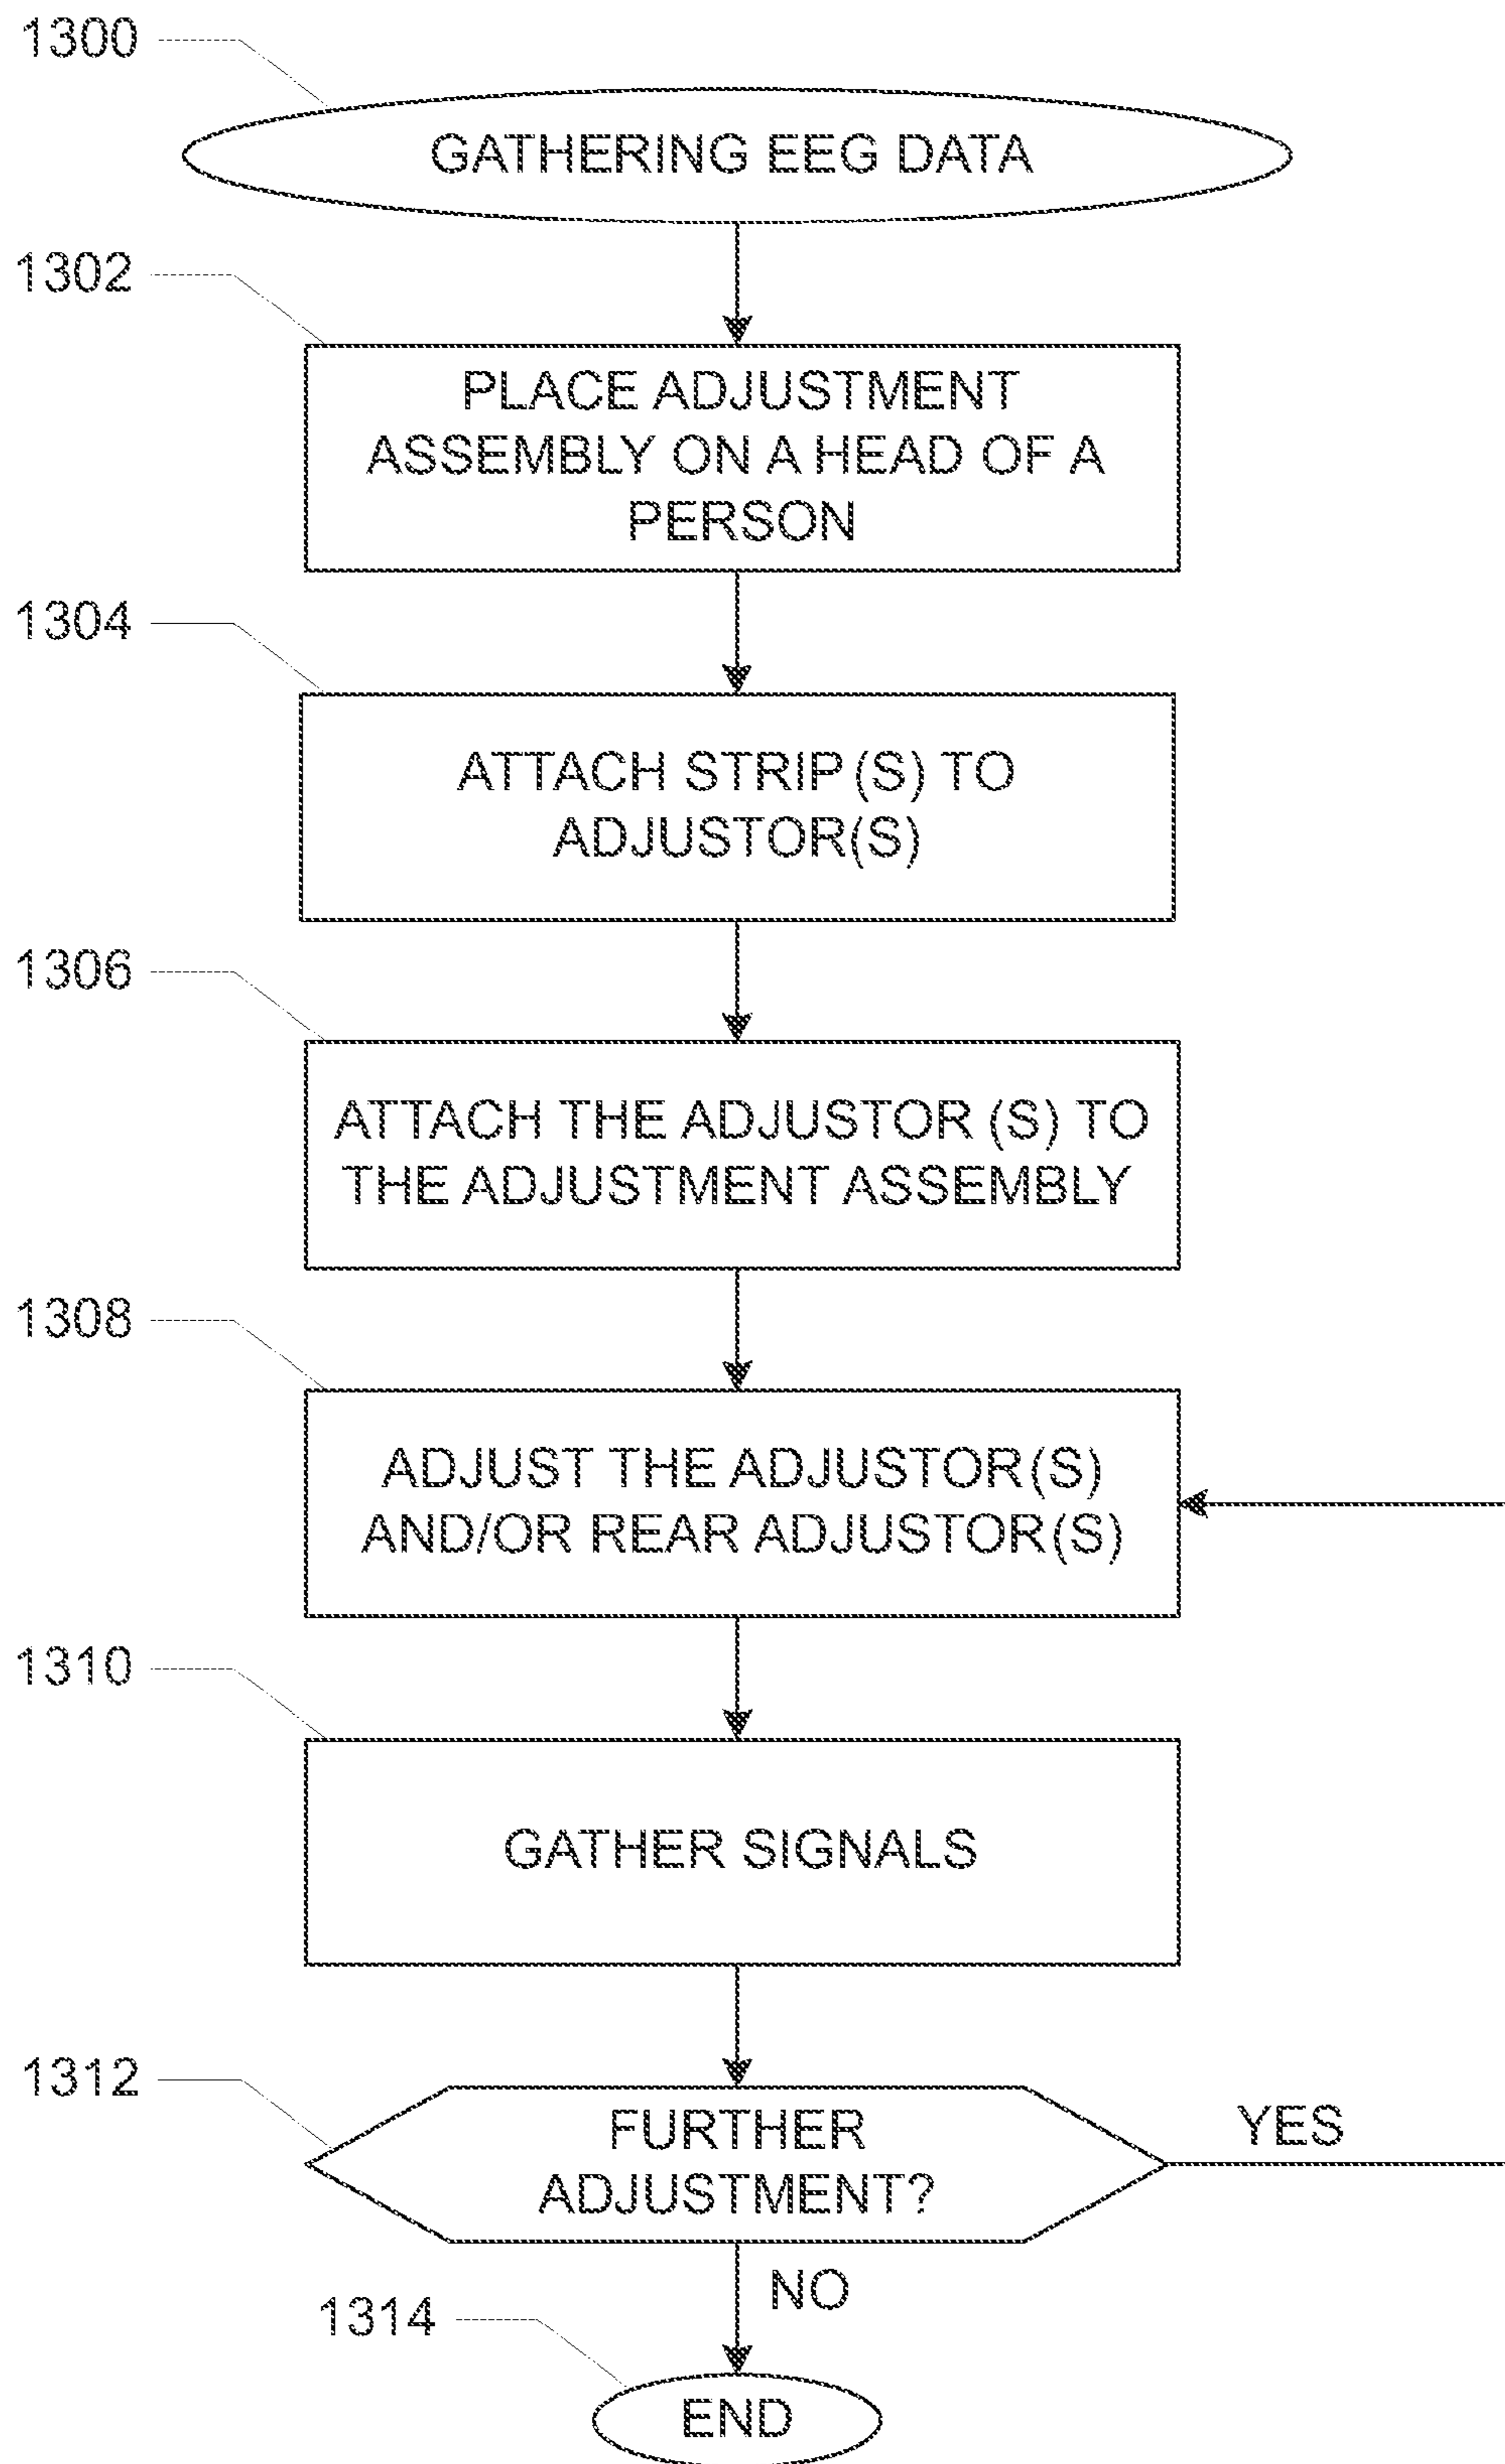 1300
GATHERING EEG DATA
1302
PLACE ADJUSTMENT
ASSEMBLY ON A HEAD OF A
PERSON
1304
ATTACH STRIP(S) TO
ADJUSTOR(S)
1306
ATTACH THE ADJUSTOR (S) TO
THE ADJUSTMENT ASSEMBLY
1308
ADJUST THE ADJUSTOR(S)
AND/OR REAR ADJUSTOR(S)
1310
GATHER SIGNALS
1312
FURTHER
ADJUSTMENT?
YES
NO
1314
END